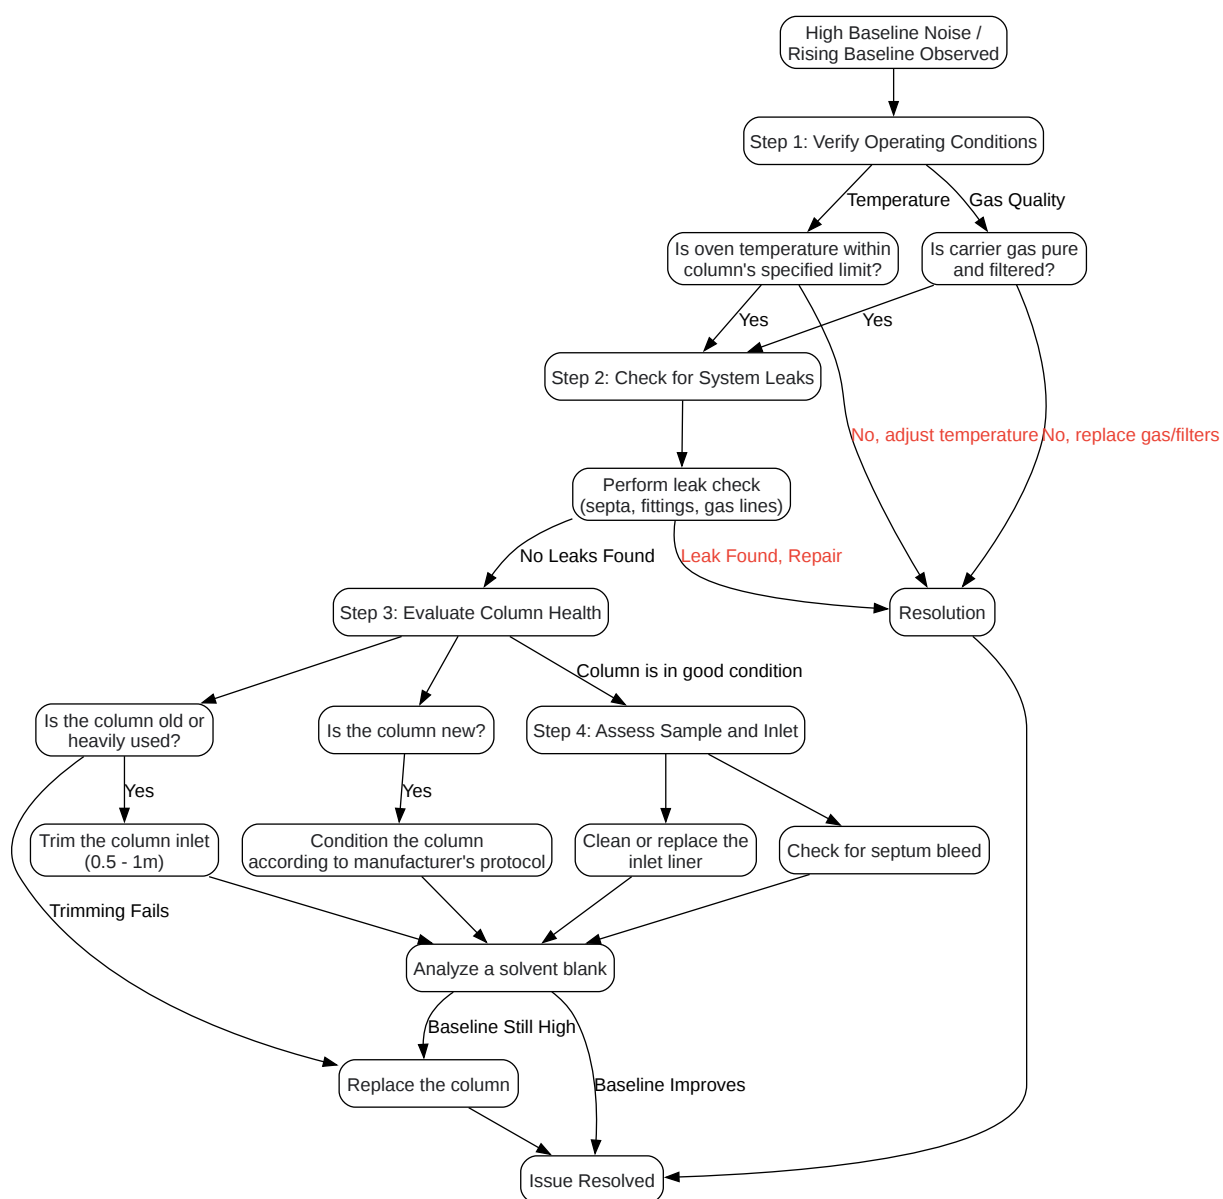 High Baseline Noise /
Rising Baseline Observed
Step 1: Verify Operating Conditions
Temperature
Gas Quality
Is oven temperature within
column's specified limit?
Is carrier gas pure
and filtered?
Yes
Yes
Step 2: Check for System Leaks
No, adjust temperature
No, replace gas/filters
Perform leak check
(septa, fittings, gas lines)
No Leaks Found
Leak Found, Repair
Step 3: Evaluate Column Health
Resolution
Column is in good condition
Is the column old or
heavily used?
Is the column new?
Step 4: Assess Sample and Inlet
Yes
Yes
Trim the column inlet
(0.5 - 1m)
Condition the column
according to manufacturer's protocol
Clean or replace the
inlet liner
Check for septum bleed
Trimming Fails
Analyze a solvent blank
Baseline Still High
Replace the column
Baseline Improves
Issue Resolved